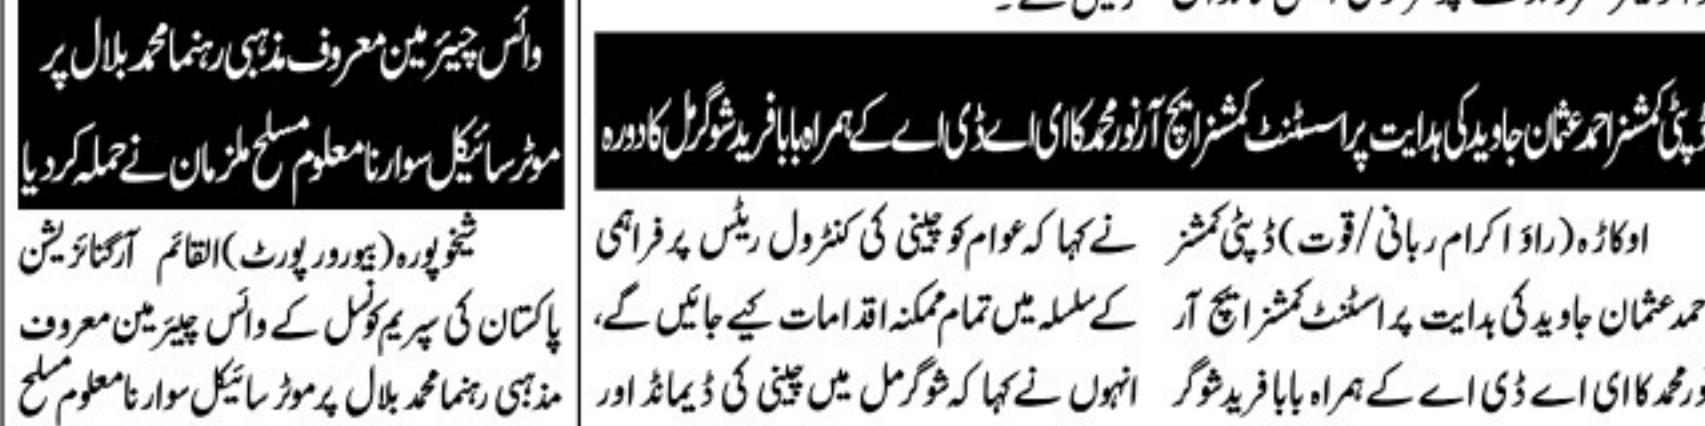 ڈپٹی کمشنر احمد عثمان جاوید کی ہدایت پر اسسٹنٹ کمشنر ایچ آر نور محمد کا ای اے ڈی اے کے ہمراہ بابا فرید شوگر مل کا دورہ
اوکاڑہ (راؤ اکرام ربانی/قوت) ڈپٹی کمشنر
حمد عثمان جاوید کی ہدایت پر اسسٹنٹ کمشنر ایچ آر
ور محمد کا ای اے ڈی اے کے ہمراہ بابا فرید شوگر
نے کہا کہ عوام کو چینی کی کنٹرول ریٹس پر فراہمی
کے سلسلہ میں تمام ممکنہ اقدامات کیے جائیں گے،
انہوں نے کہا کہ شوگر مل میں چینی کی ڈیمانڈ اور
وائس چیئرمین معروف مذہبی رہنما محمد بلال پر
موٹر سائیکل سوار نامعلوم مسلح ملزمان نے حملہ کر دیا
شیخوپورہ (بیورو رپورٹ) القائم آرگنائزیشن
پاکستان کی سپریم کونسل کے وائس چیئرمین معروف
مذہبی رہنما محمد بلال پر موٹر سائیکل سوار نامعلوم مسلح